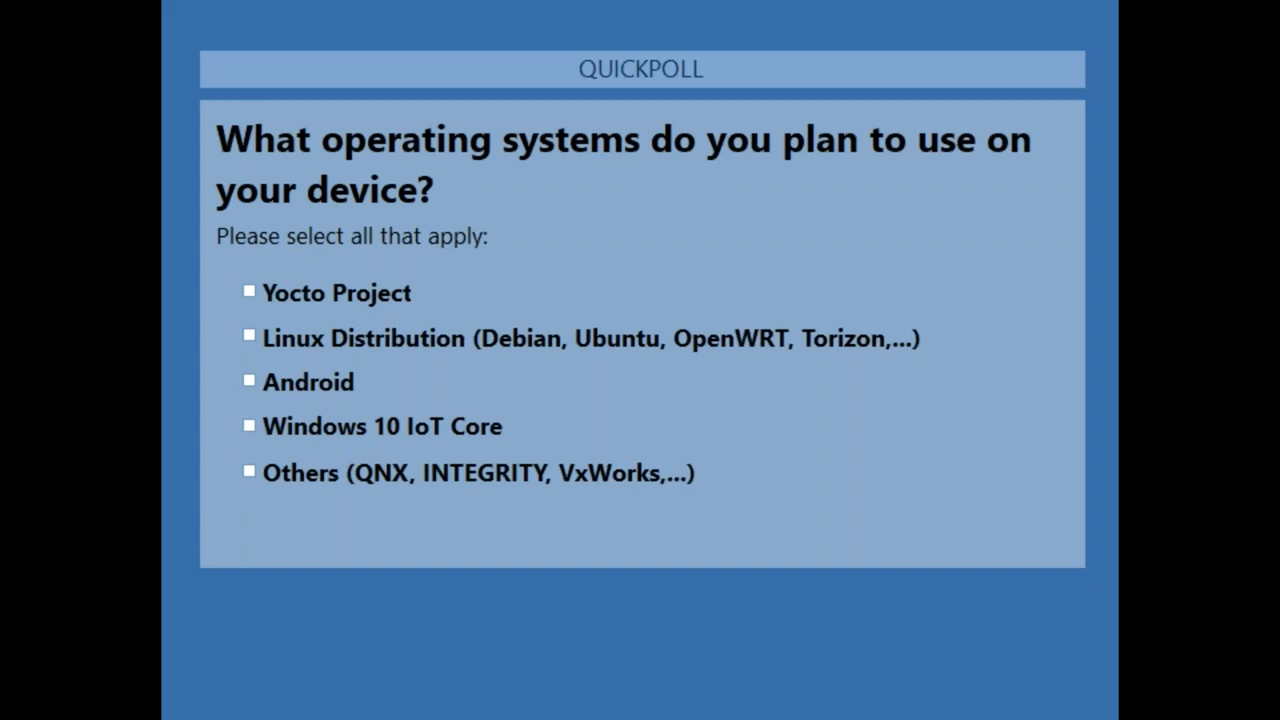 QUICKPOLL
What operating systems do you plan to use on
your device?
Please select all that apply:
Yocto Project
Linux Distribution (Debian, Ubuntu, OpenWRT, Torizon,...)
Android
Windows 10 IoT Core
Others (QNX, INTEGRITY, VxWorks,...)